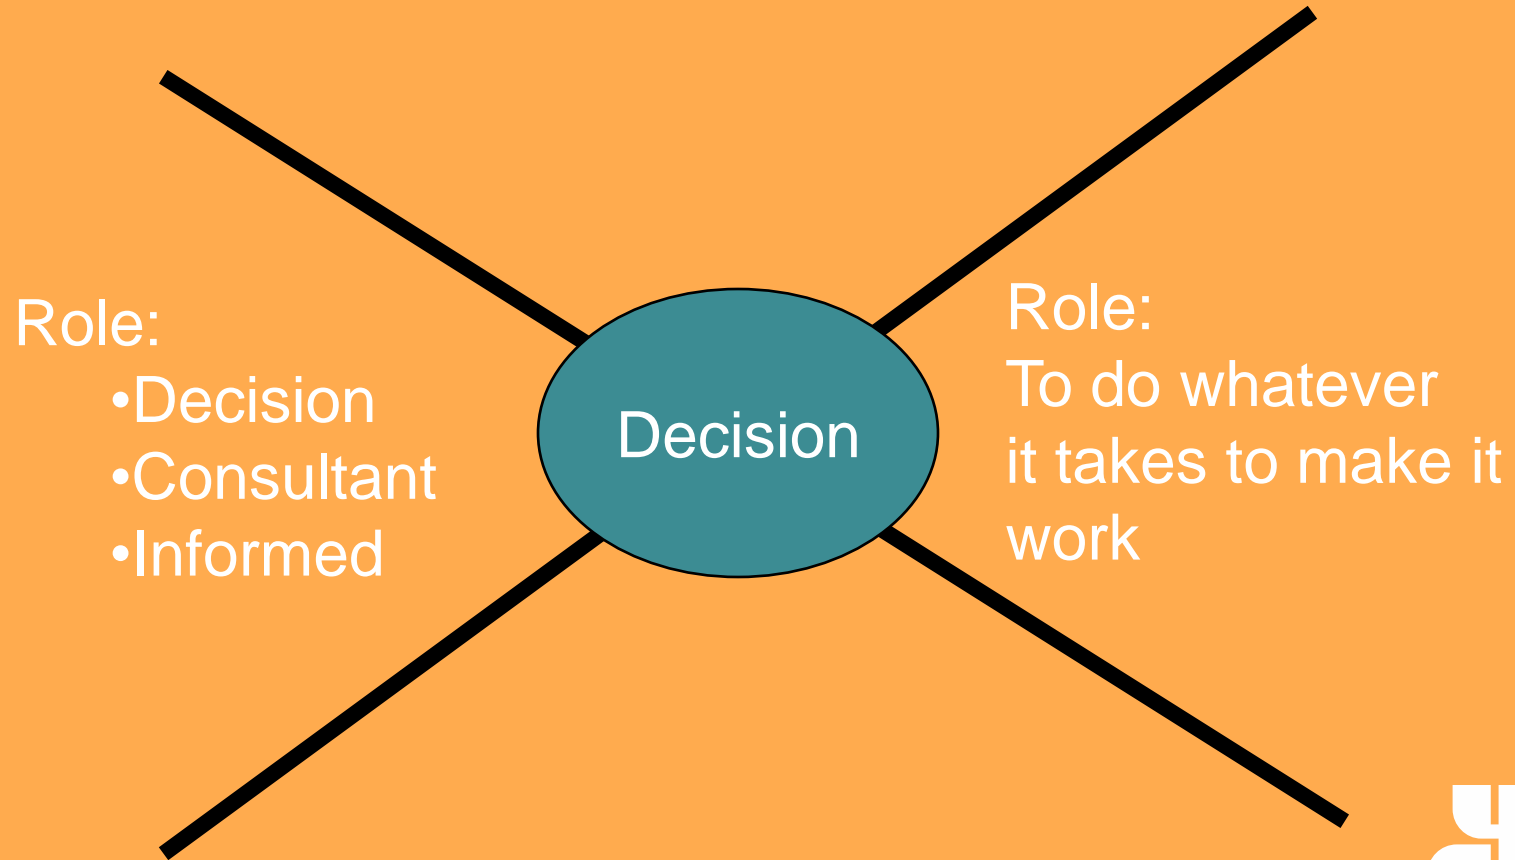 Role:
•Decision
•Consultant
•Informed
Decision
Role:
To do whatever
it takes to make it
work